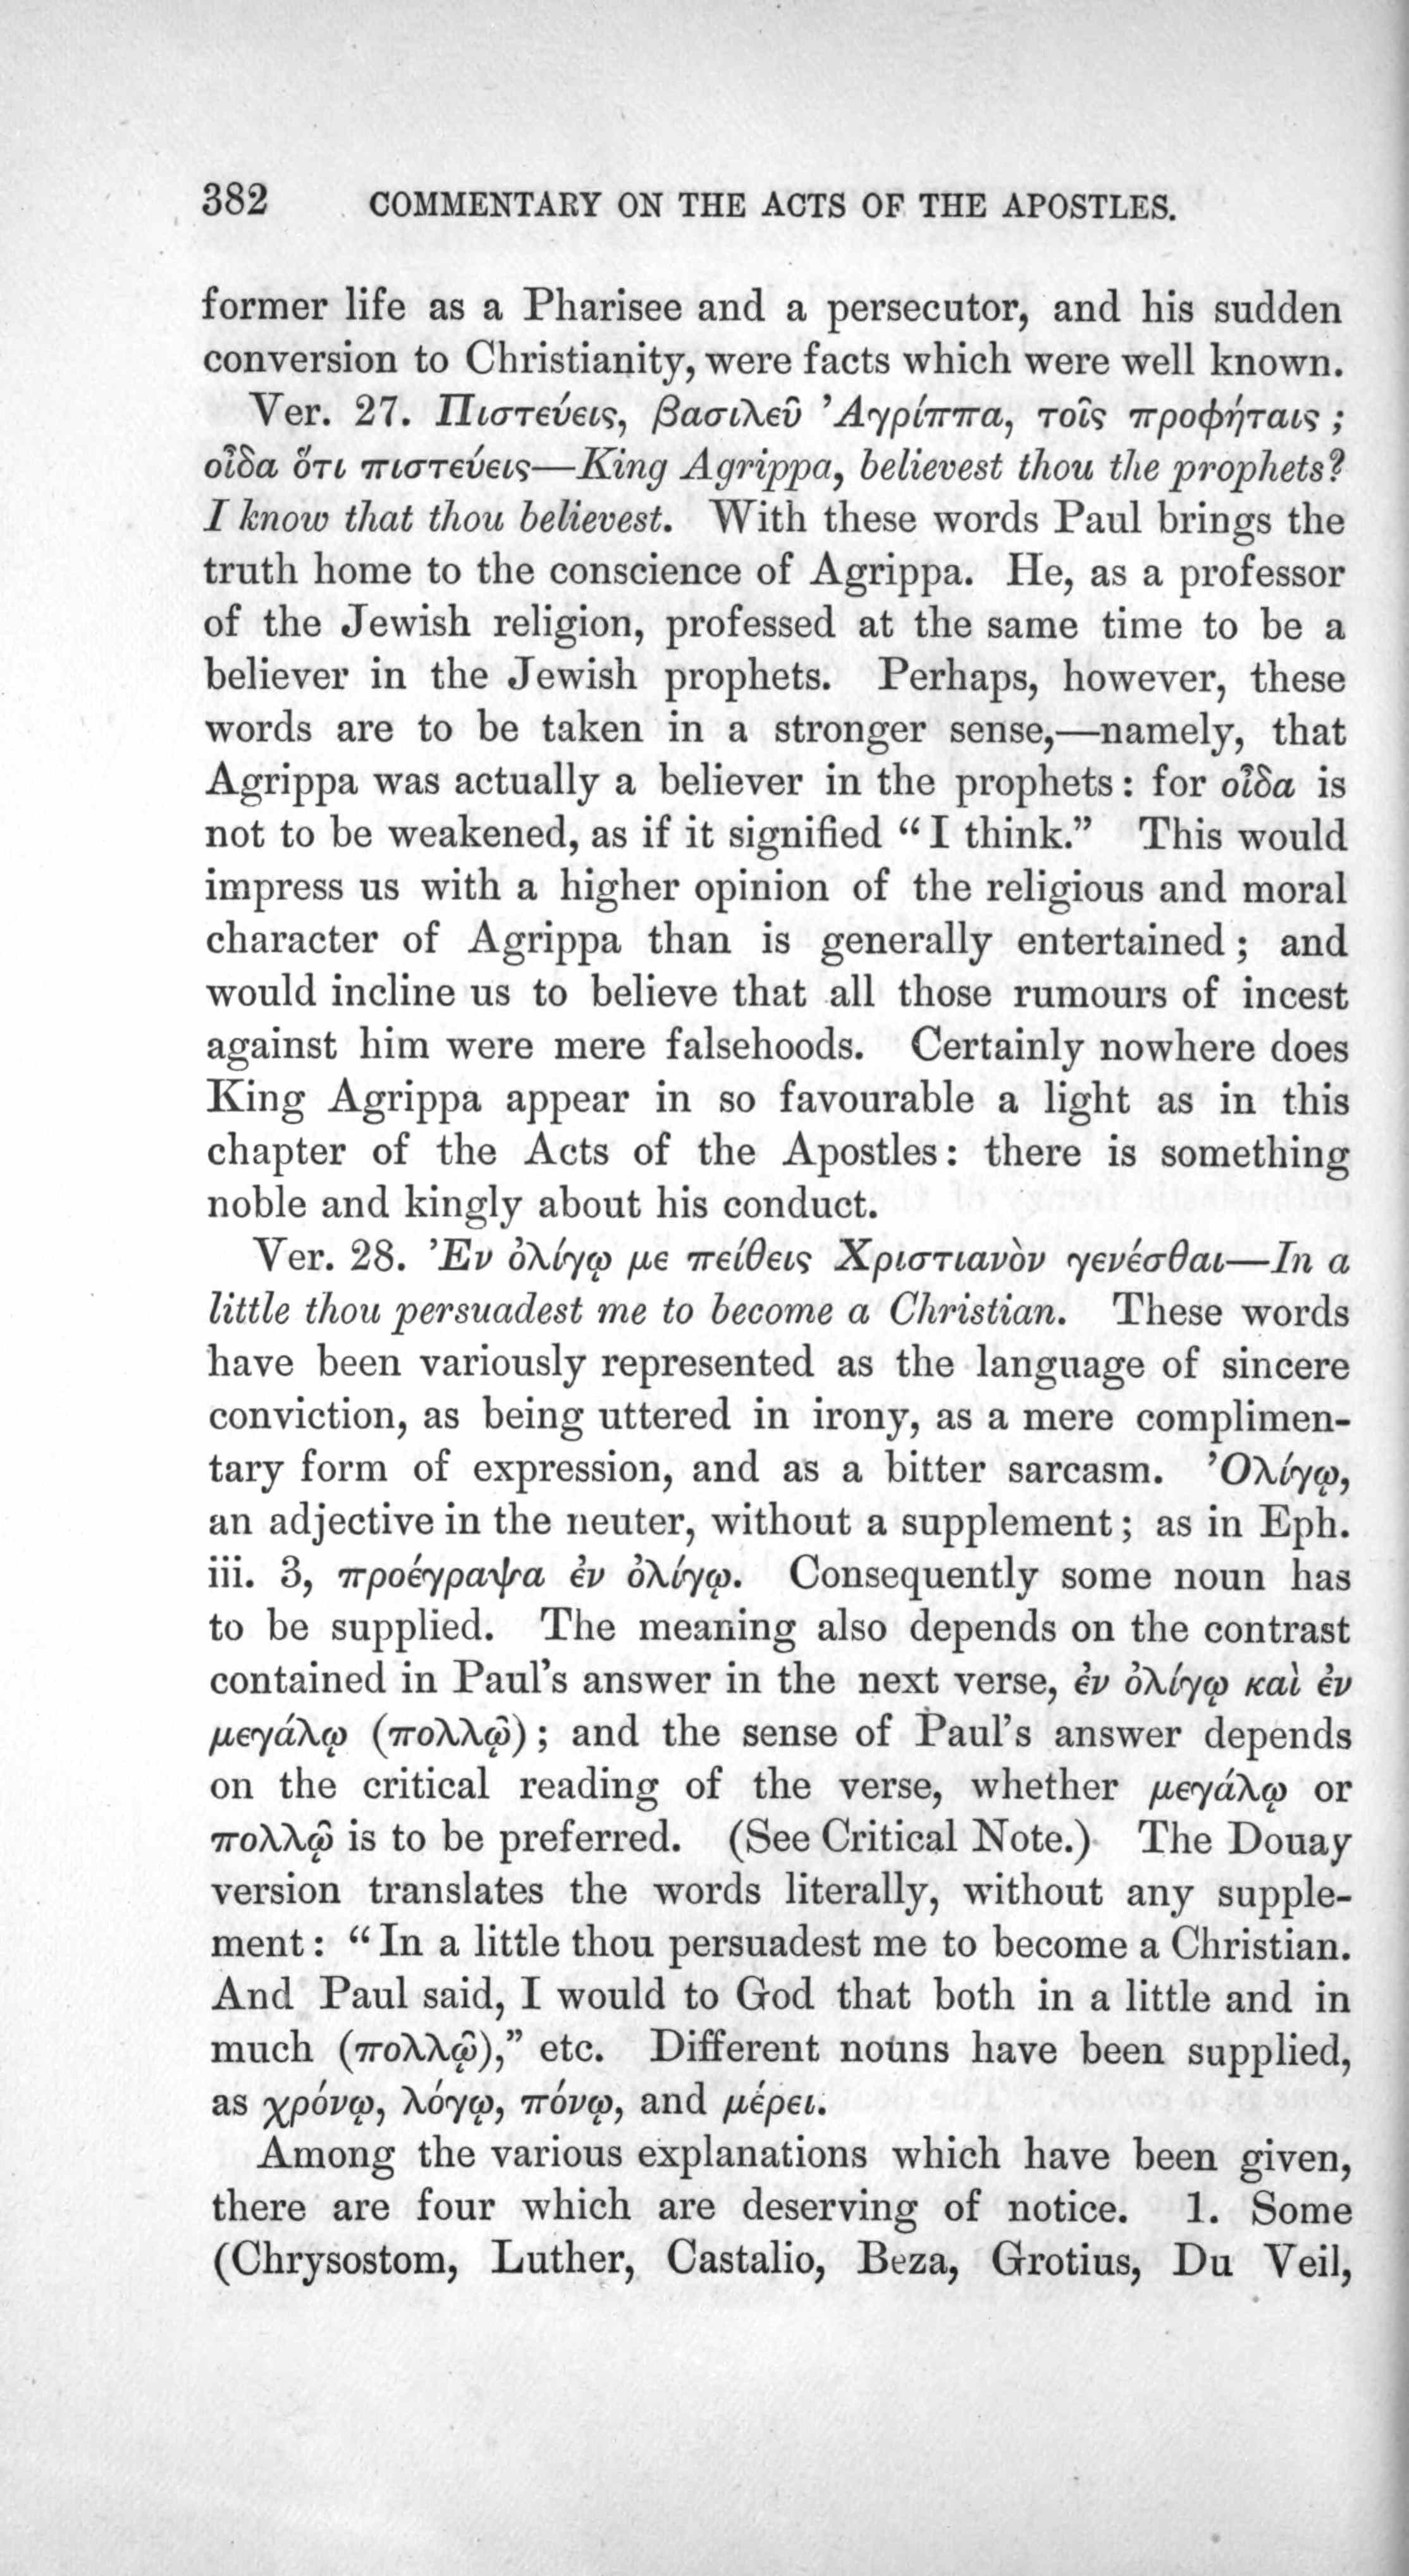 382 COMMENTARY ON THE ACTS OF THE APOSTLES.
former life as a Pharisee and a persecutor, and his sudden
conversion to Christianity, were facts which were well known.
Ver. 27. Πιστεύεις, βασιλεῦ Ἀγρίππα, τοῖς προφήταις ;
οἶδα ὅτι πιστεύεις—King Agrippa, believest thou the prophets?
I know that thou believest. With these words Paul brings the
truth home to the conscience of Agrippa. He, as a professor
of the Jewish religion, professed at the same time to be a
believer in the Jewish prophets. Perhaps, however, these
words are to be taken in a stronger sense,—namely, that
Agrippa was actually a believer in the prophets: for οἶδα is
not to be weakened, as if it signified “I think.” This would
impress us with a higher opinion of the religious and moral
character of Agrippa than is generally entertained; and
would incline us to believe that all those rumours of incest
against him were mere falsehoods. Certainly nowhere does
King Agrippa appear in so favourable a light as in this
chapter of the Acts of the Apostles: there is something
noble and kingly about his conduct.
Ver. 28. Ἐν ὀλίγῳ με πείθεις Χριστιανὸν γενέσθαι—In a
little thou persuadest me to become a Christian. These words
have been variously represented as the language of sincere
conviction, as being uttered in irony, as a mere complimen-
tary form of expression, and as a bitter sarcasm. Ὀλίγῳ,
an adjective in the neuter, without a supplement; as in Eph.
iii. 3, προέγραψα ἐν ὀλίγῳ. Consequently some noun has
to be supplied. The meaning also depends on the contrast
contained in Paul's answer in the next verse, ἐν ὀλίγῳ καὶ ἐν
μεγάλῳ (πολλῷ); and the sense of Paul's answer depends
on the critical reading of the verse, whether μεγάλῳ or
πολλῷ is to be preferred. (See Critical Note.) The Douay
version translates the words literally, without any supple-
ment: “In a little thou persuadest me to become a Christian.
And Paul said, I would to God that both in a little and in
much (πολλῷ),” etc. Different nouns have been supplied,
as χρόνῳ, λόγῳ, πόνῳ, and μέρει.
Among the various explanations which have been given,
there are four which are deserving of notice. 1. Some
(Chrysostom, Luther, Castalio, Beza, Grotius, Du Veil,